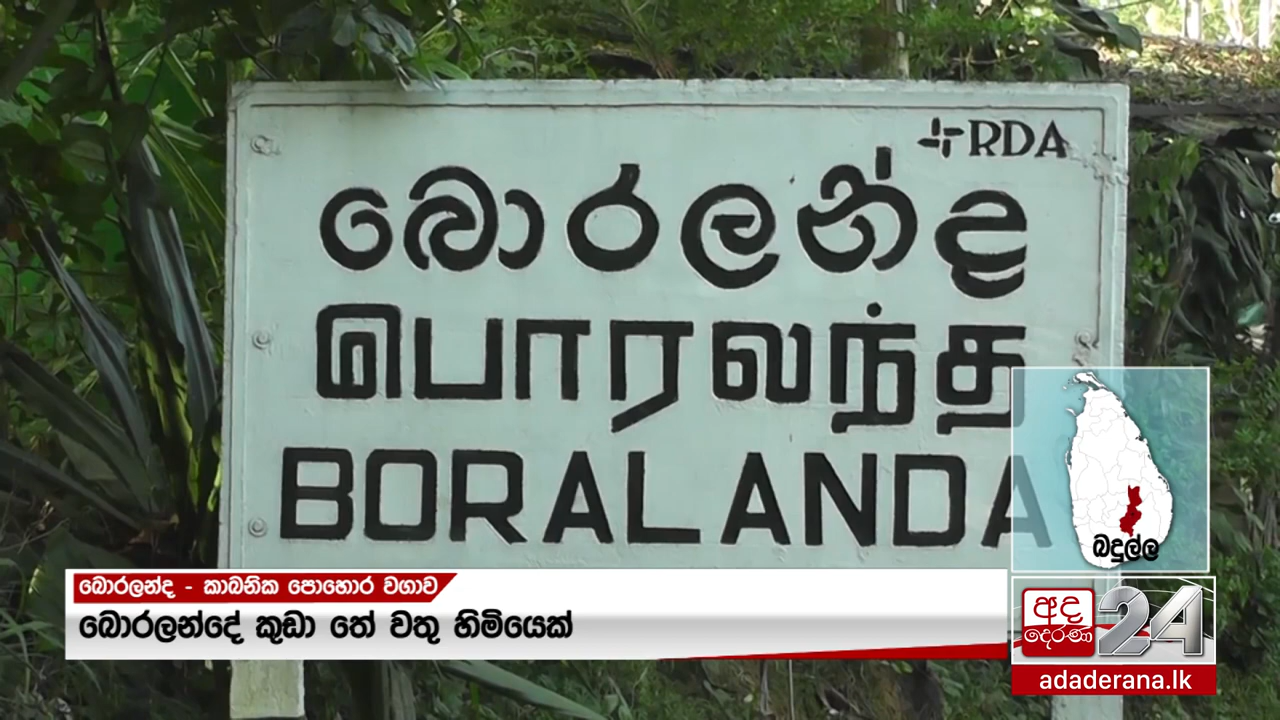 RDA
බොරලන්ද
பொரலந்த
BORALANDA
බදුල්ල
බොරලන්ද - කාබනික පොහොර වගාව
බොරලන්දේ කුඩා තේ වතු හිමියෙක්
අද
දෙරණ
24
adaderana.lk